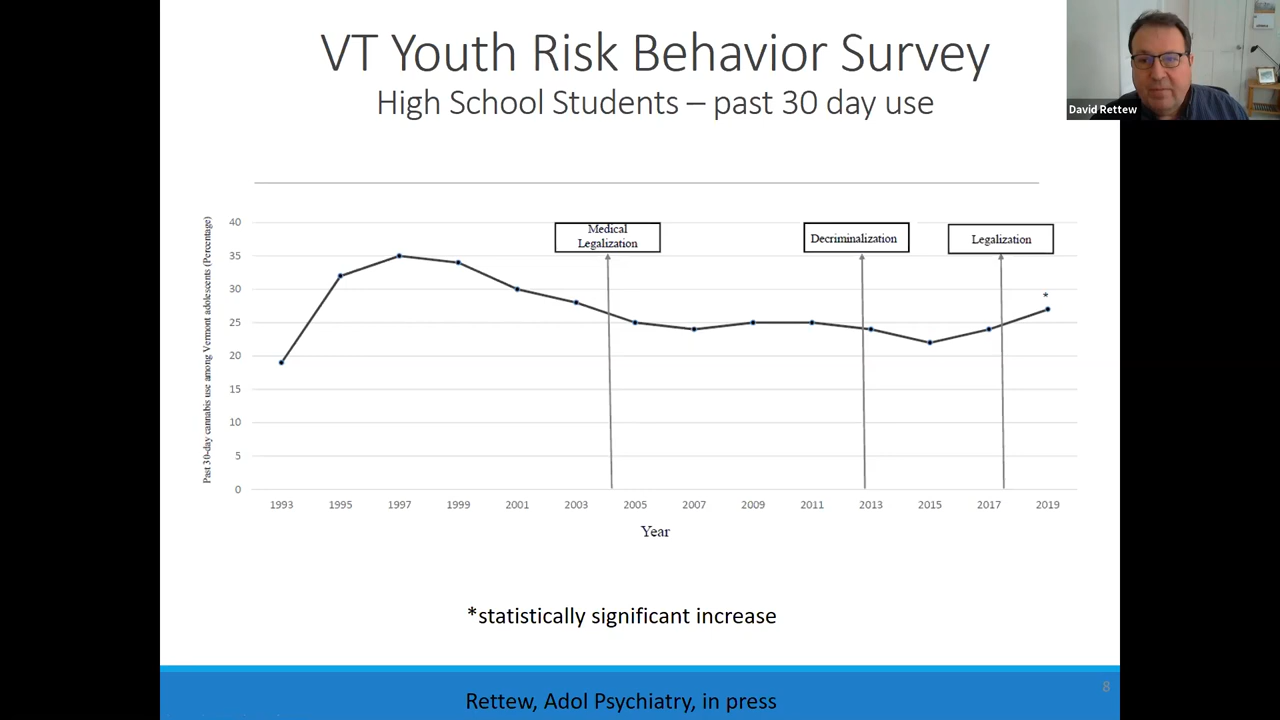 VT Youth Risk Behavior Survey
High School Students – past 30 day use
David Rettew
Past 30-day cannabis use among Vermont adolescents (Percentage)
40
35
30
25
20
15
10
5
0
Medical
Legalization
Decriminalization
Legalization
*
1993 1995 1997 1999 2001 2003 2005 2007 2009 2011 2013 2015 2017 2019
Year
*statistically significant increase
Rettew, Adol Psychiatry, in press
8